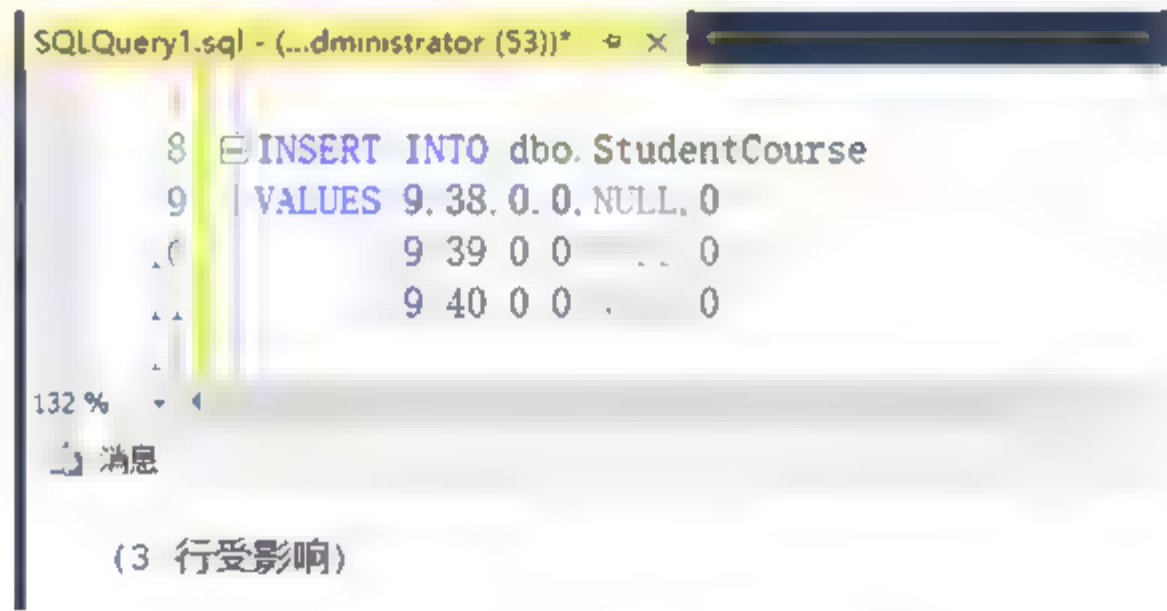 SQLQuery1.sql - (...dministrator (53))*
8 INSERT INTO dbo.StudentCourse
9 VALUES 9, 38, 0, 0, NULL, 0
9 39 0 0 0
9 40 0 0 0
132 %
消息
(3 行受影响)